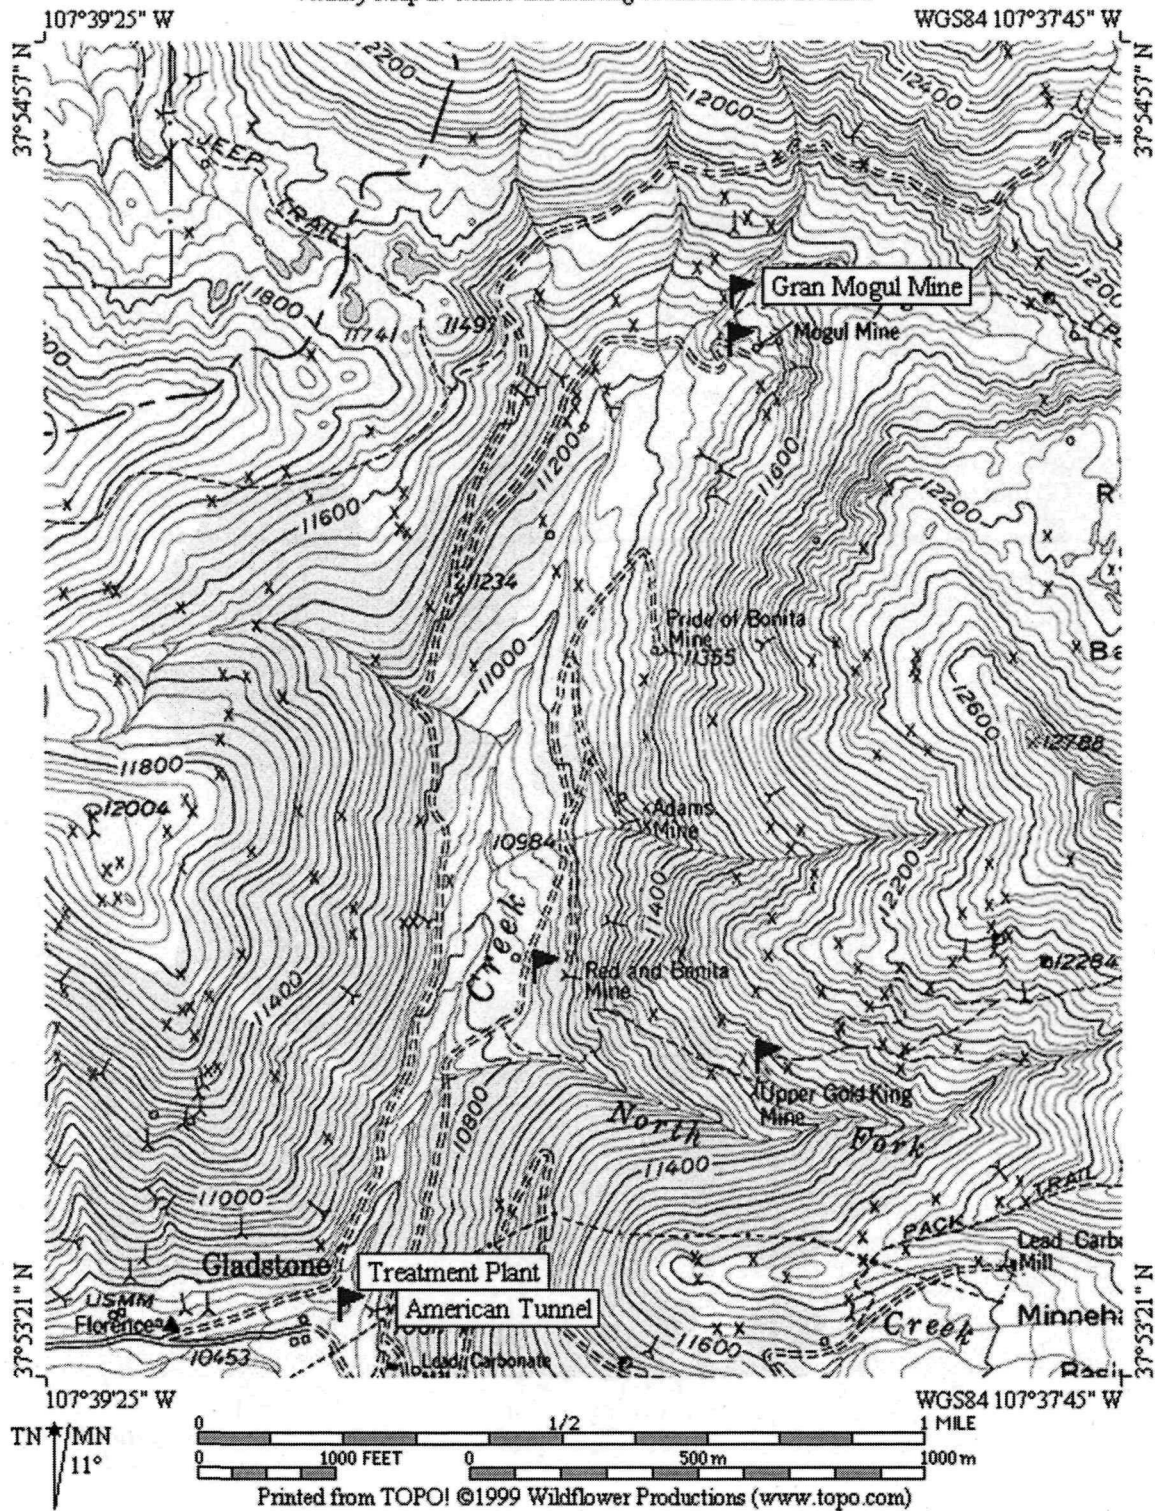 107°39'25" W
WGS84 107°37'45" W
37°54'57" N
37°54'57" N
12200
12000
12400
JEEP
TRAIL
11800
11741
11600
11200
11600
12200
Gran Mogul Mine
Mogul Mine
11234
11000
Pride of Bonita
Mine
11355
12600
12788
11800
12004
Adams
Mine
10984
11400
12200
Creek
Red and Bonita
Mine
12284
11400
Upper Gold King
Mine
North
Fork
10800
11400
11000
PACK
TRAIL
Gladstone
Treatment Plant
American Tunnel
Lead Carb
Mill
USMM
Florence
10453
Lead Carbonate
11600
Creek
Minneh
37°53'21" N
37°53'21" N
107°39'25" W
WGS84 107°37'45" W
TN MN
11°
0 1/2 1 MILE
0 1000 FEET 0 500 m 1000 m
Printed from TOPO! ©1999 Wildflower Productions (www.topo.com)